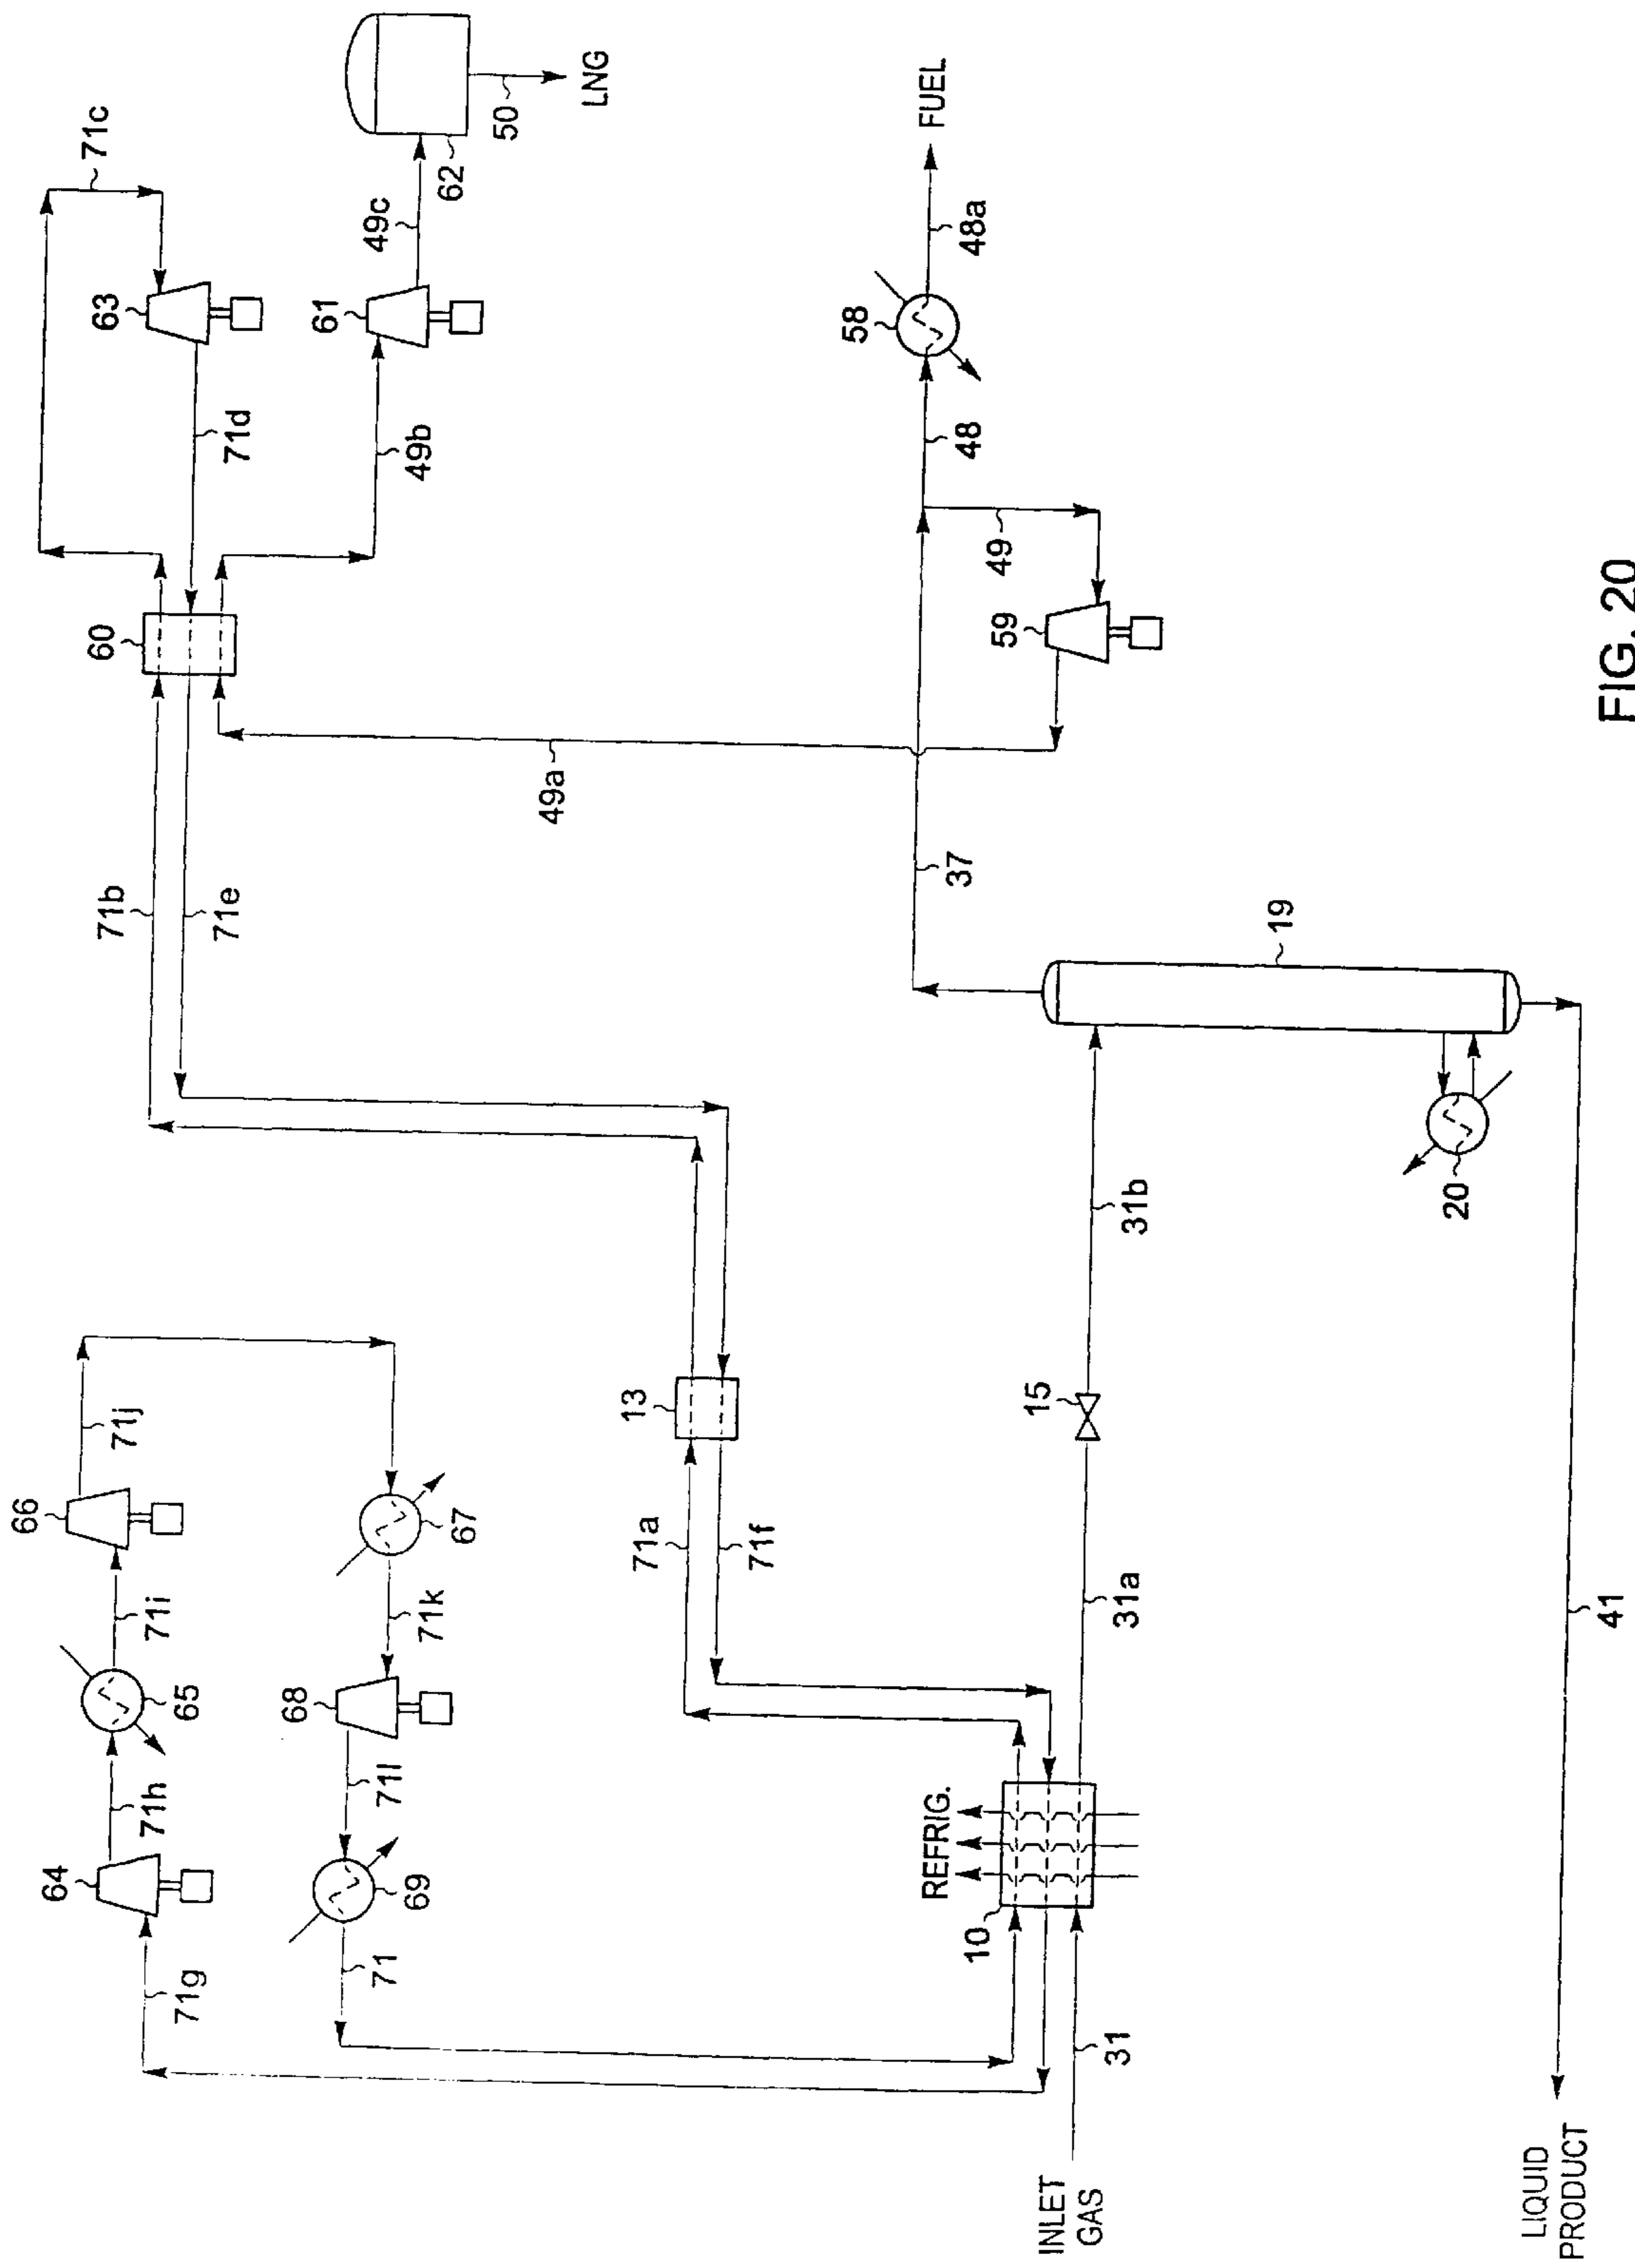 66
64
71c
63
60
71b
71j
71h
71i
65
71g
71e
71d
68
61
49c
71
71l
69
49b
71k
62
67
50
49a
LNG
13
71a
71f
58
FUEL
REFRIG.
37
48
48a
10
49
59
15
INLET
GAS
31
31a
31b
19
20
LIQUID
PRODUCT
41
FIG. 20